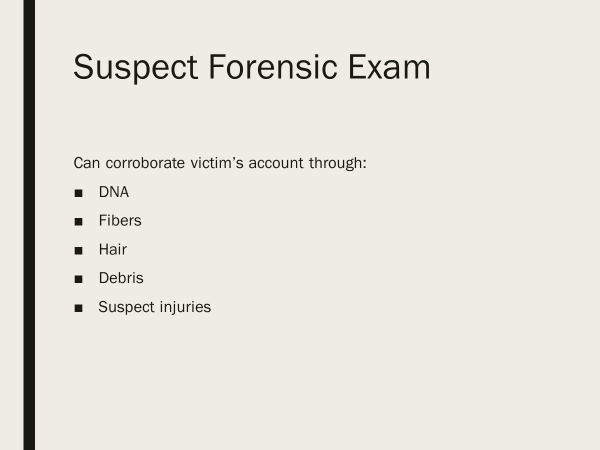 Suspect Forensic Exam
Can corroborate victim’s account through:
■ DNA
■ Fibers
■ Hair
■ Debris
■ Suspect injuries